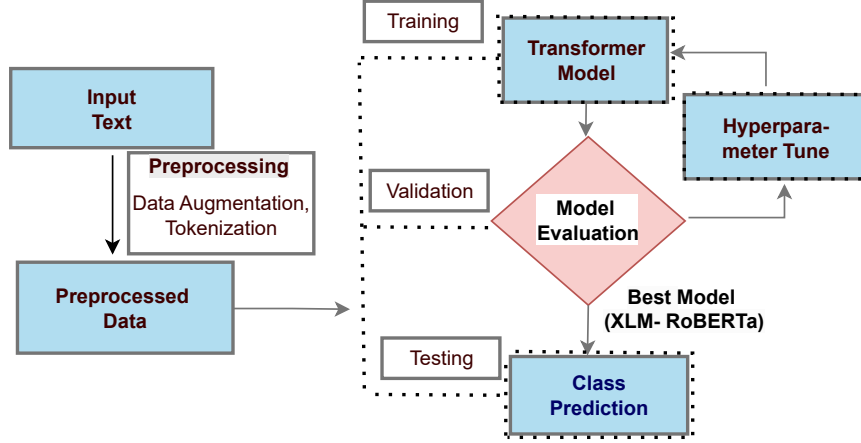 Training
Transformer
Model
Input
Text
Hyperpara-
meter Tune
Preprocessing
Data Augmentation,
Tokenization
Validation
Model
Evaluation
Preprocessed
Data
Best Model
(XLM- RoBERTa)
Testing
Class
Prediction